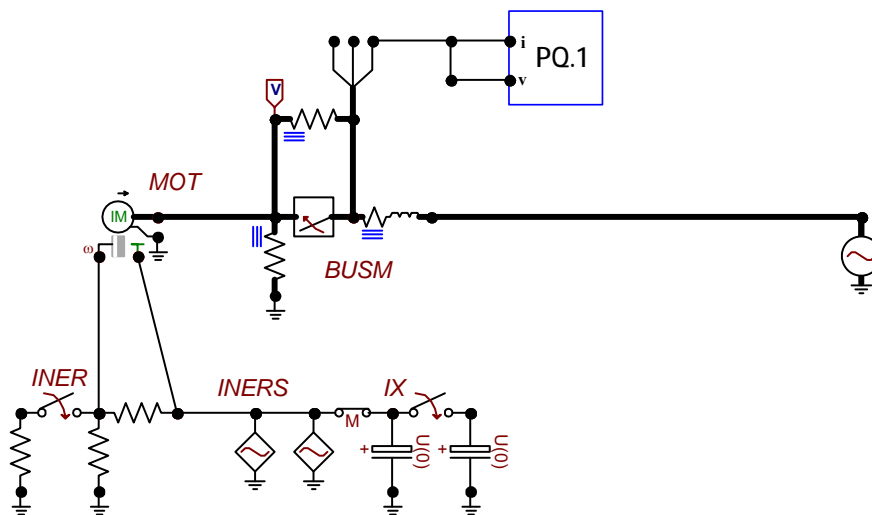 i
PQ.1
v
V
MOT
IM
ω
T
BUSM
INER
INERS
IX
M
+
U(0)
+
U(0)